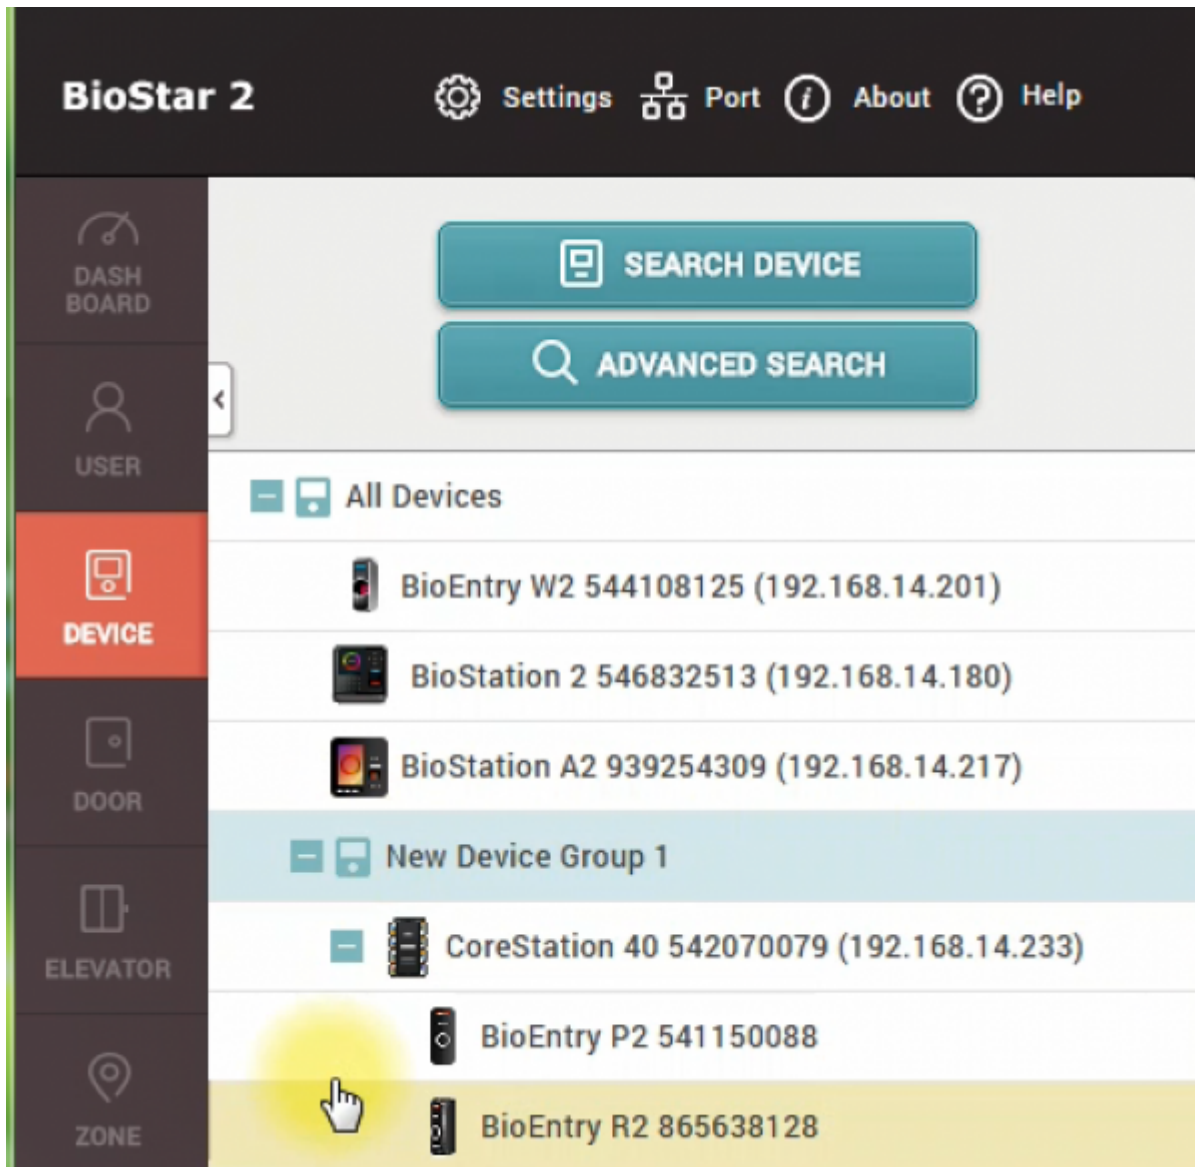 BioStar 2
Settings
Port
About
Help
DASH
BOARD
USER
DEVICE
DOOR
ELEVATOR
ZONE
SEARCH DEVICE
ADVANCED SEARCH
All Devices
BioEntry W2 544108125 (192.168.14.201)
BioStation 2 546832513 (192.168.14.180)
BioStation A2 939254309 (192.168.14.217)
New Device Group 1
CoreStation 40 542070079 (192.168.14.233)
BioEntry P2 541150088
BioEntry R2 865638128